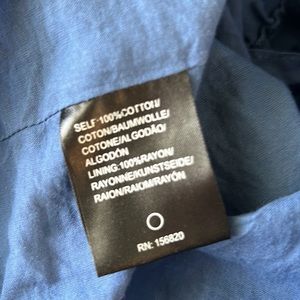 SELF:100%COTTON/
COTON/BAUMWOLLE/
COTONE/ALGODÃO/
ALGODÓN
LINING:100%RAYON/
RAYONNE/KUNSTSEIDE/
RAION/RAIOM/RAYÓN
RN: 156820